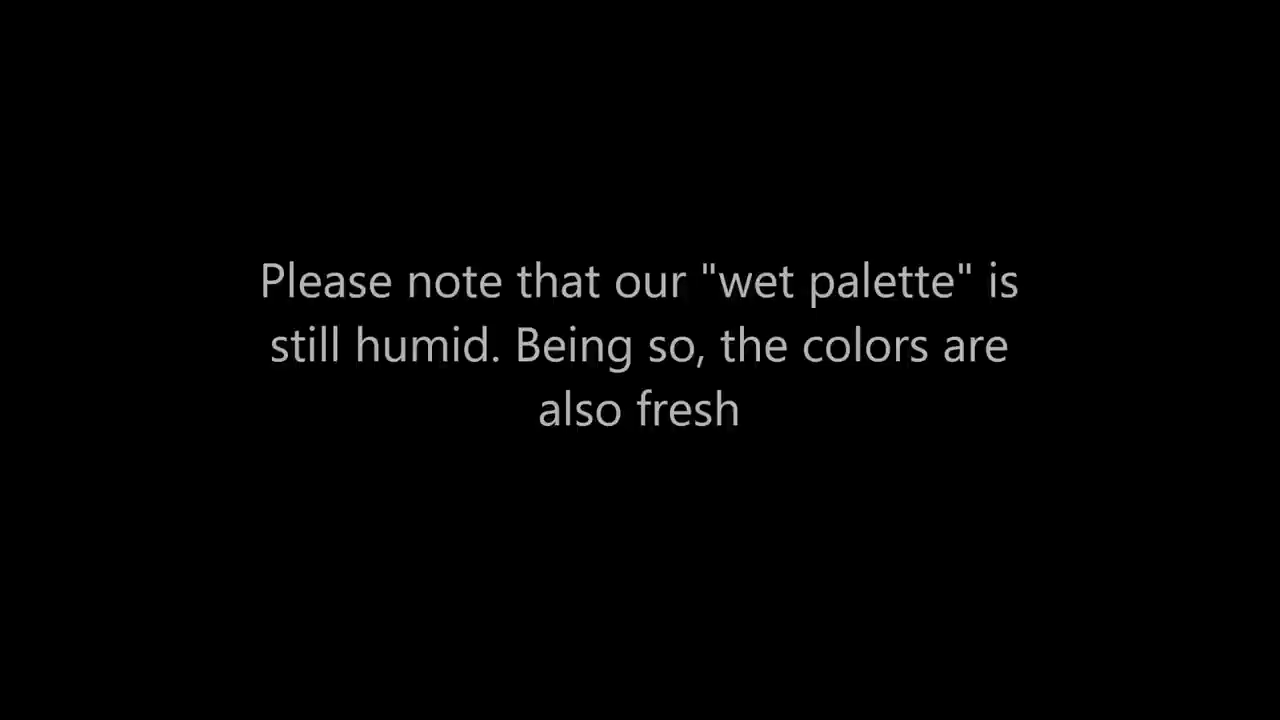 Please note that our "wet palette" is
still humid. Being so, the colors are
also fresh